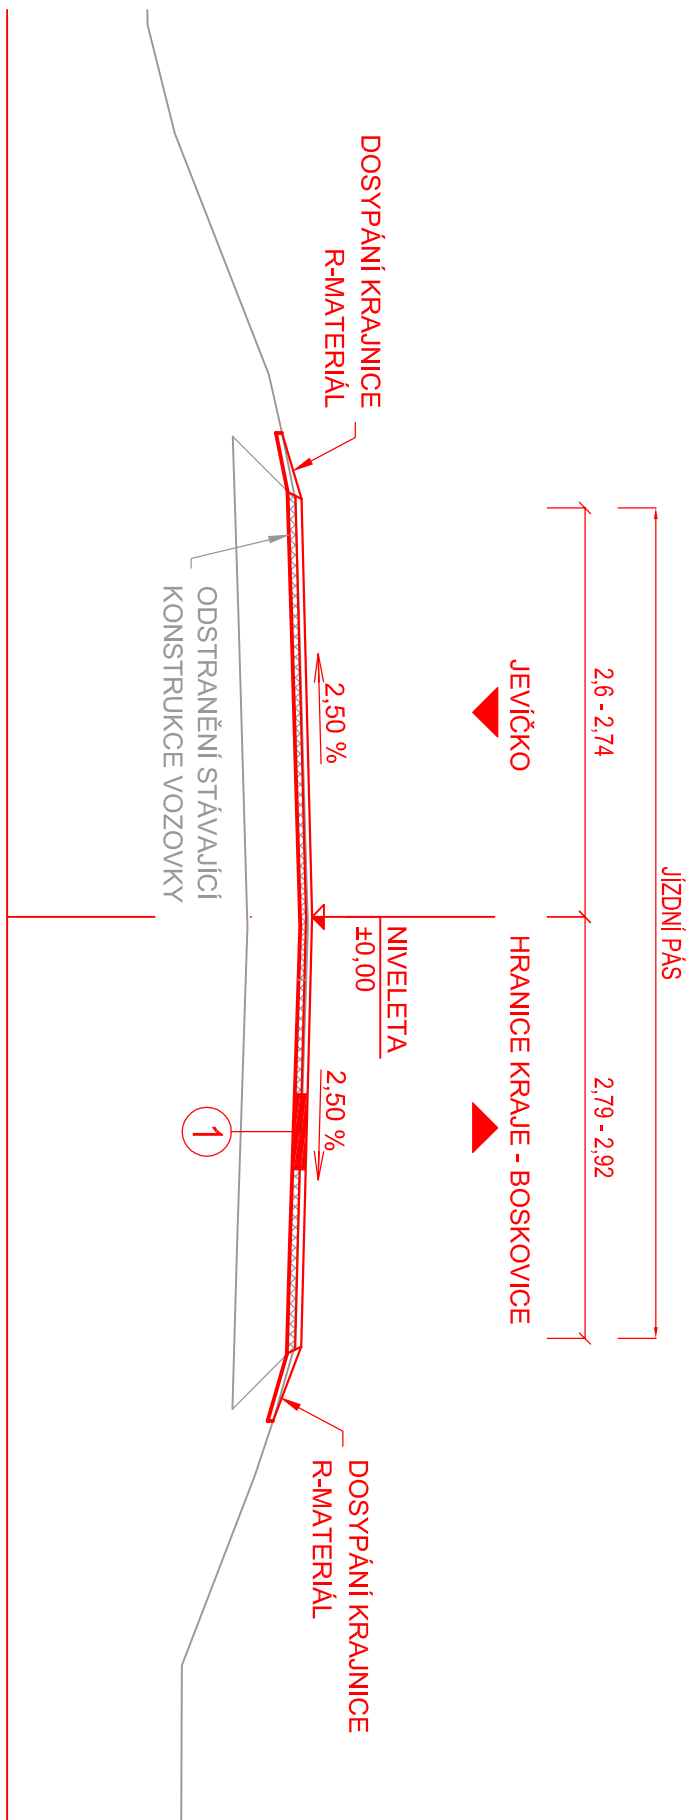 JÍZDNÍ PÁS
2,6 - 2,74
2,79 - 2,92
JEVÍČKO
HRANICE KRAJE - BOSKOVICE
DOSYPÁNÍ KRAJNICE
R-MATERIÁL
NIVELETA
±0,00
DOSYPÁNÍ KRAJNICE
R-MATERIÁL
2,50 %
2,50 %
ODSTRANĚNÍ STÁVAJÍCÍ
KONSTRUKCE VOZOVKY
1